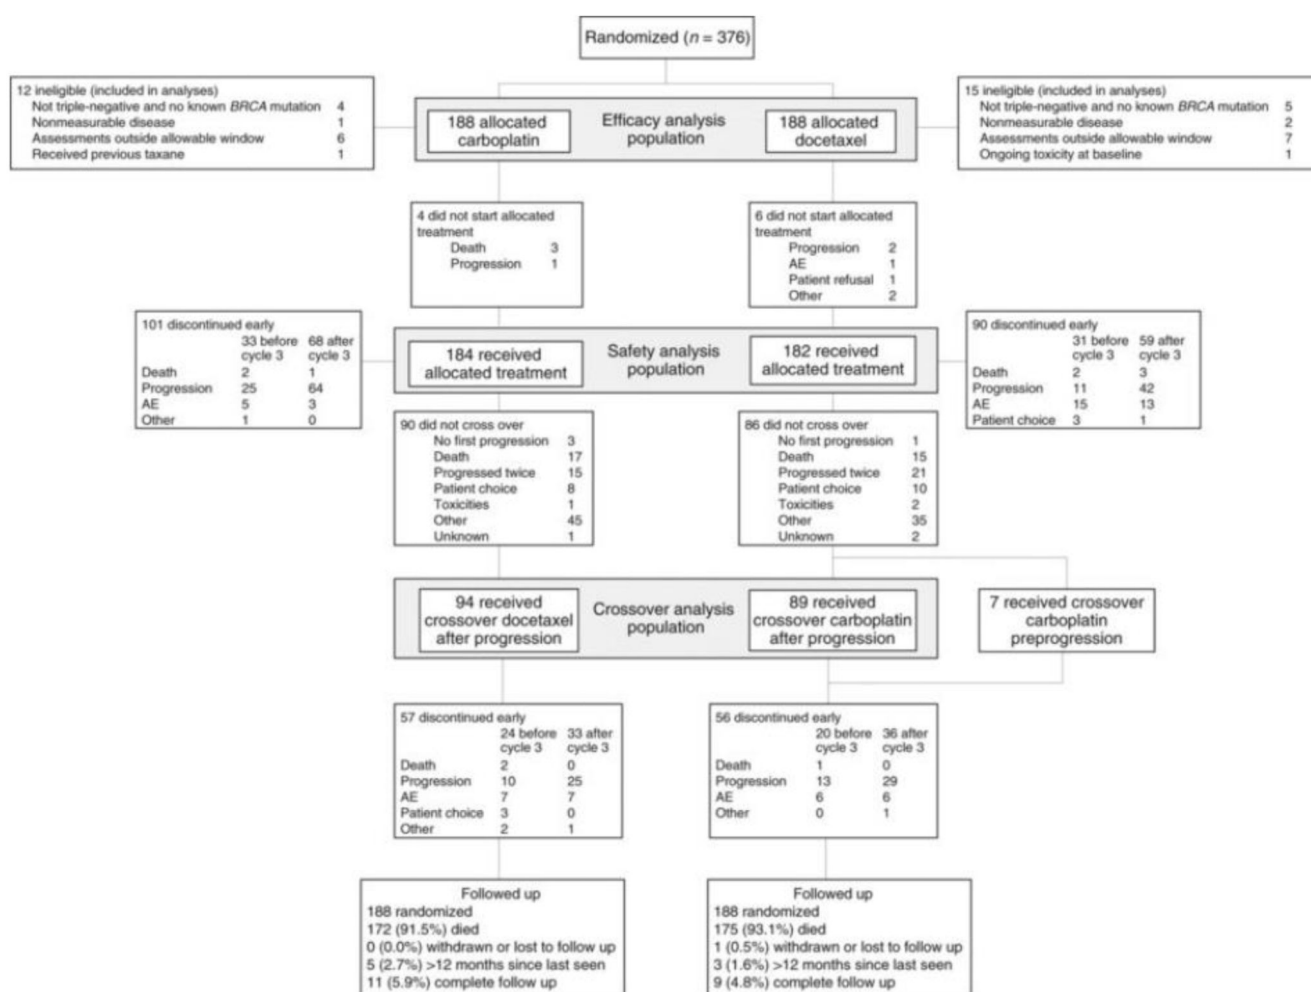 Randomized (n = 376)
12 ineligible (included in analyses)
Not triple-negative and no known BRCA mutation 4
Nonmeasurable disease 1
Assessments outside allowable window 6
Received previous taxane 1
188 allocated
carboplatin
Efficacy analysis
population
188 allocated
docetaxel
15 ineligible (included in analyses)
Not triple-negative and no known BRCA mutation 5
Nonmeasurable disease 2
Assessments outside allowable window 7
Ongoing toxicity at baseline 1
4 did not start allocated
treatment
Death 3
Progression 1
6 did not start allocated
treatment
Progression 2
AE 1
Patient refusal 1
Other 2
101 discontinued early
33 before 68 after
cycle 3 cycle 3
Death 2 1
Progression 25 64
AE 5 3
Other 1 0
184 received
allocated treatment
Safety analysis
population
182 received
allocated treatment
90 discontinued early
31 before 59 after
cycle 3 cycle 3
Death 2 3
Progression 11 42
AE 15 13
Patient choice 3 1
90 did not cross over
No first progression 3
Death 17
Progressed twice 15
Patient choice 8
Toxicities 1
Other 45
Unknown 1
86 did not cross over
No first progression 1
Death 15
Progressed twice 21
Patient choice 10
Toxicities 2
Other 35
Unknown 2
94 received
crossover docetaxel
after progression
Crossover analysis
population
89 received
crossover carboplatin
after progression
7 received crossover
carboplatin
preprogression
57 discontinued early
24 before 33 after
cycle 3 cycle 3
Death 2 0
Progression 10 25
AE 7 7
Patient choice 3 0
Other 2 1
56 discontinued early
20 before 36 after
cycle 3 cycle 3
Death 1 0
Progression 13 29
AE 6 6
Other 0 1
Followed up
188 randomized
172 (91.5%) died
0 (0.0%) withdrawn or lost to follow up
5 (2.7%) >12 months since last seen
11 (5.9%) complete follow up
Followed up
188 randomized
175 (93.1%) died
1 (0.5%) withdrawn or lost to follow up
3 (1.6%) >12 months since last seen
9 (4.8%) complete follow up